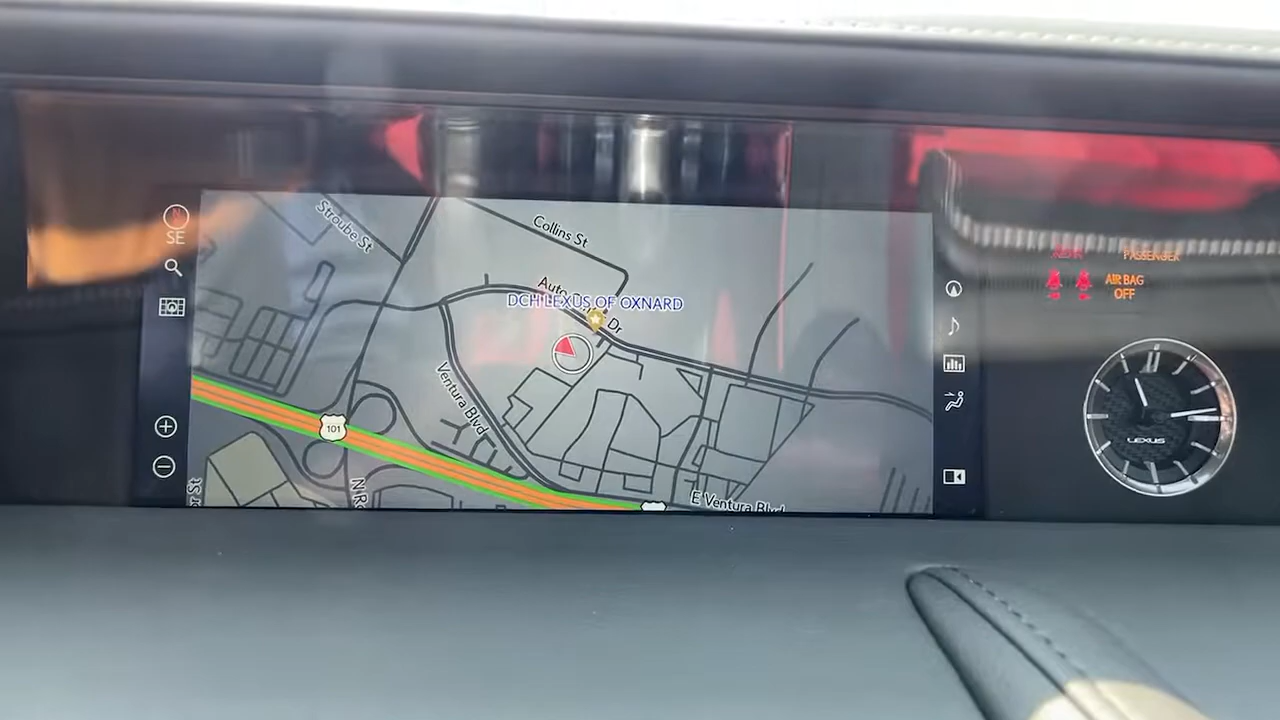 N
SE
Stroube St
Collins St
Auto
DCH LEXUS OF OXNARD
Dr
Ventura Blvd
101
E Ventura Blvd
PASSENGER
AIR BAG
OFF
LEXUS